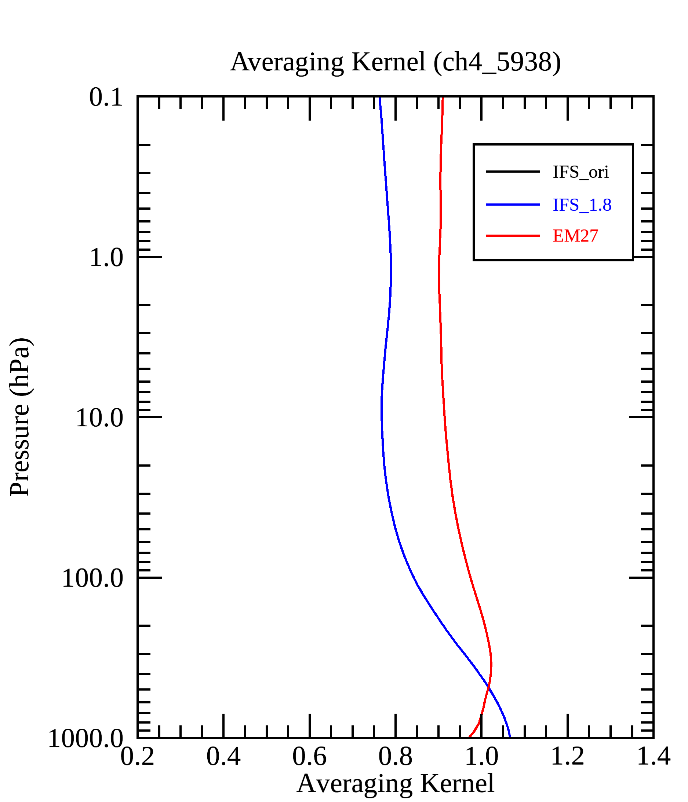 Averaging Kernel (ch4_5938)
0.1
IFS_ori
IFS_1.8
EM27
1.0
Pressure (hPa)
10.0
100.0
1000.0
0.2 0.4 0.6 0.8 1.0 1.2 1.4
Averaging Kernel